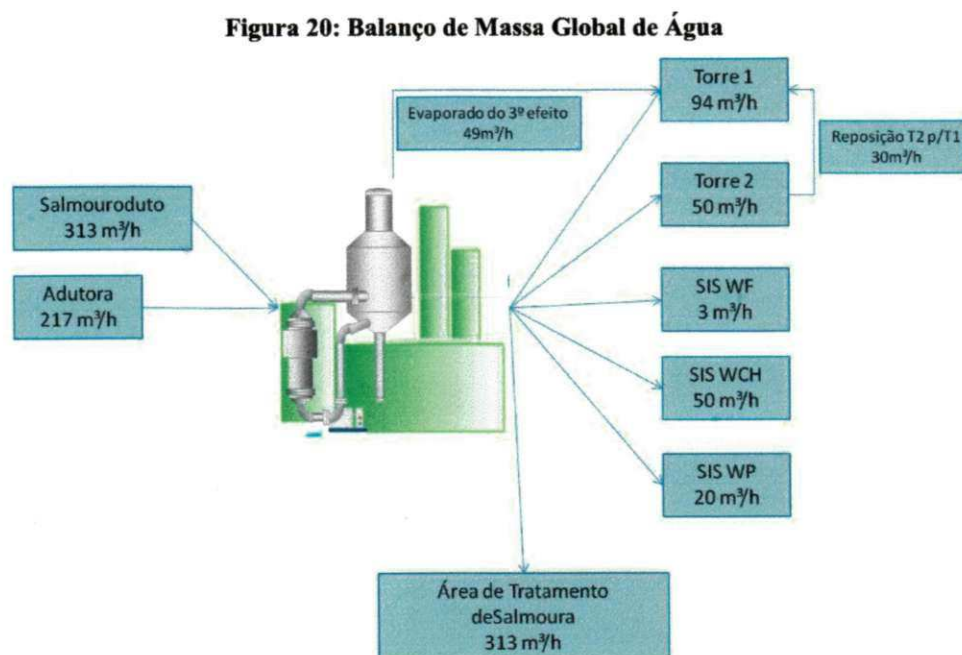 Figura 20: Balanço de Massa Global de Água
Torre 1
94 m³/h
Evaporado do 3º efeito
49m³/h
Reposição T2 p/T1
30m³/h
Torre 2
50 m³/h
Salmouroduto
313 m³/h
Adutora
217 m³/h
SIS WF
3 m³/h
SIS WCH
50 m³/h
SIS WP
20 m³/h
Área de Tratamento
deSalmoura
313 m³/h